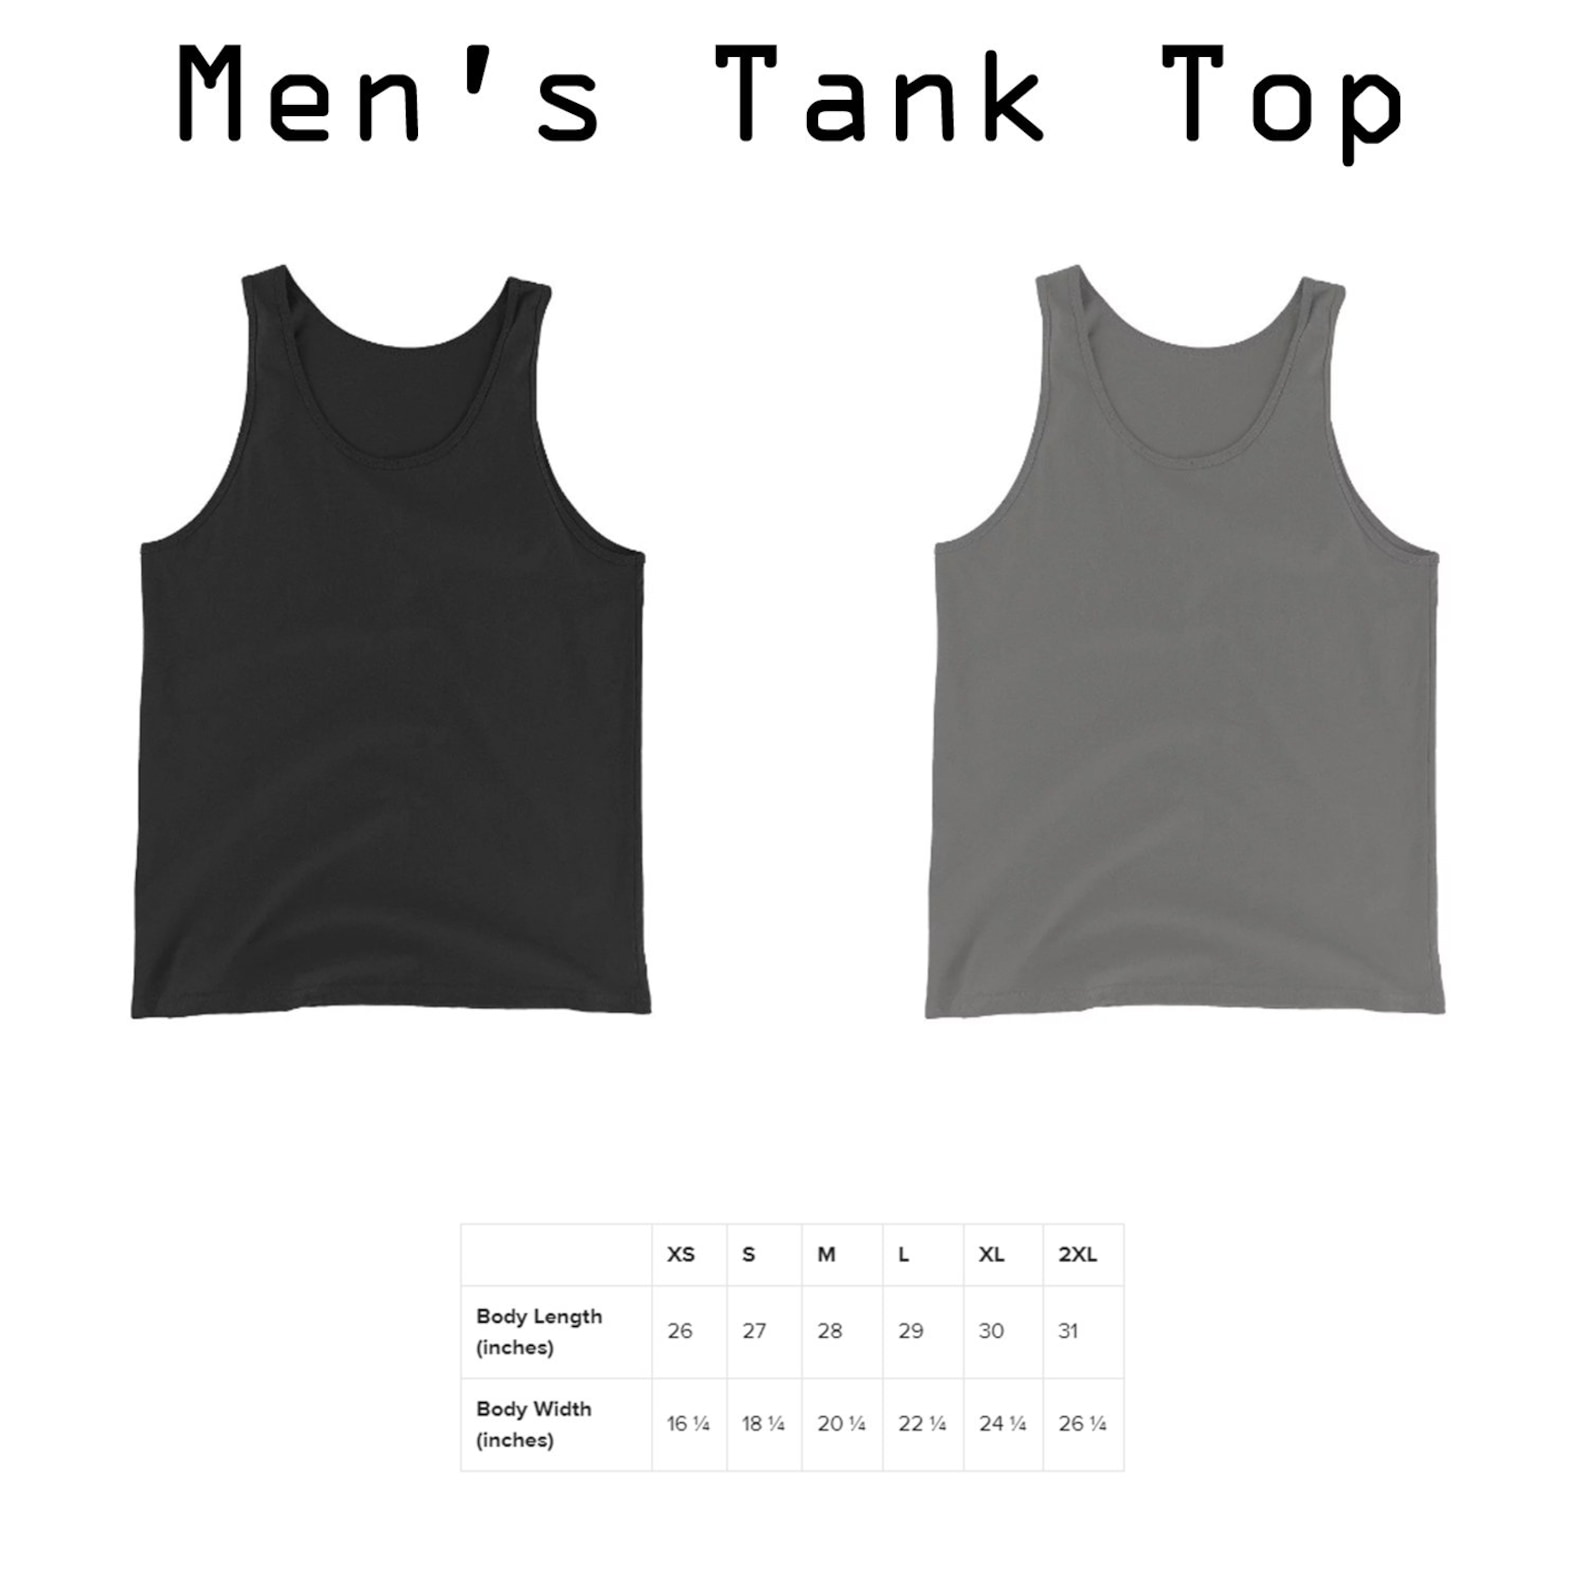 Men's Tank Top
XS S M L XL 2XL
Body Length
(inches)
26 27 28 29 30 31
Body Width
(inches)
16 ¼ 18 ¼ 20 ¼ 22 ¼ 24 ¼ 26 ¼